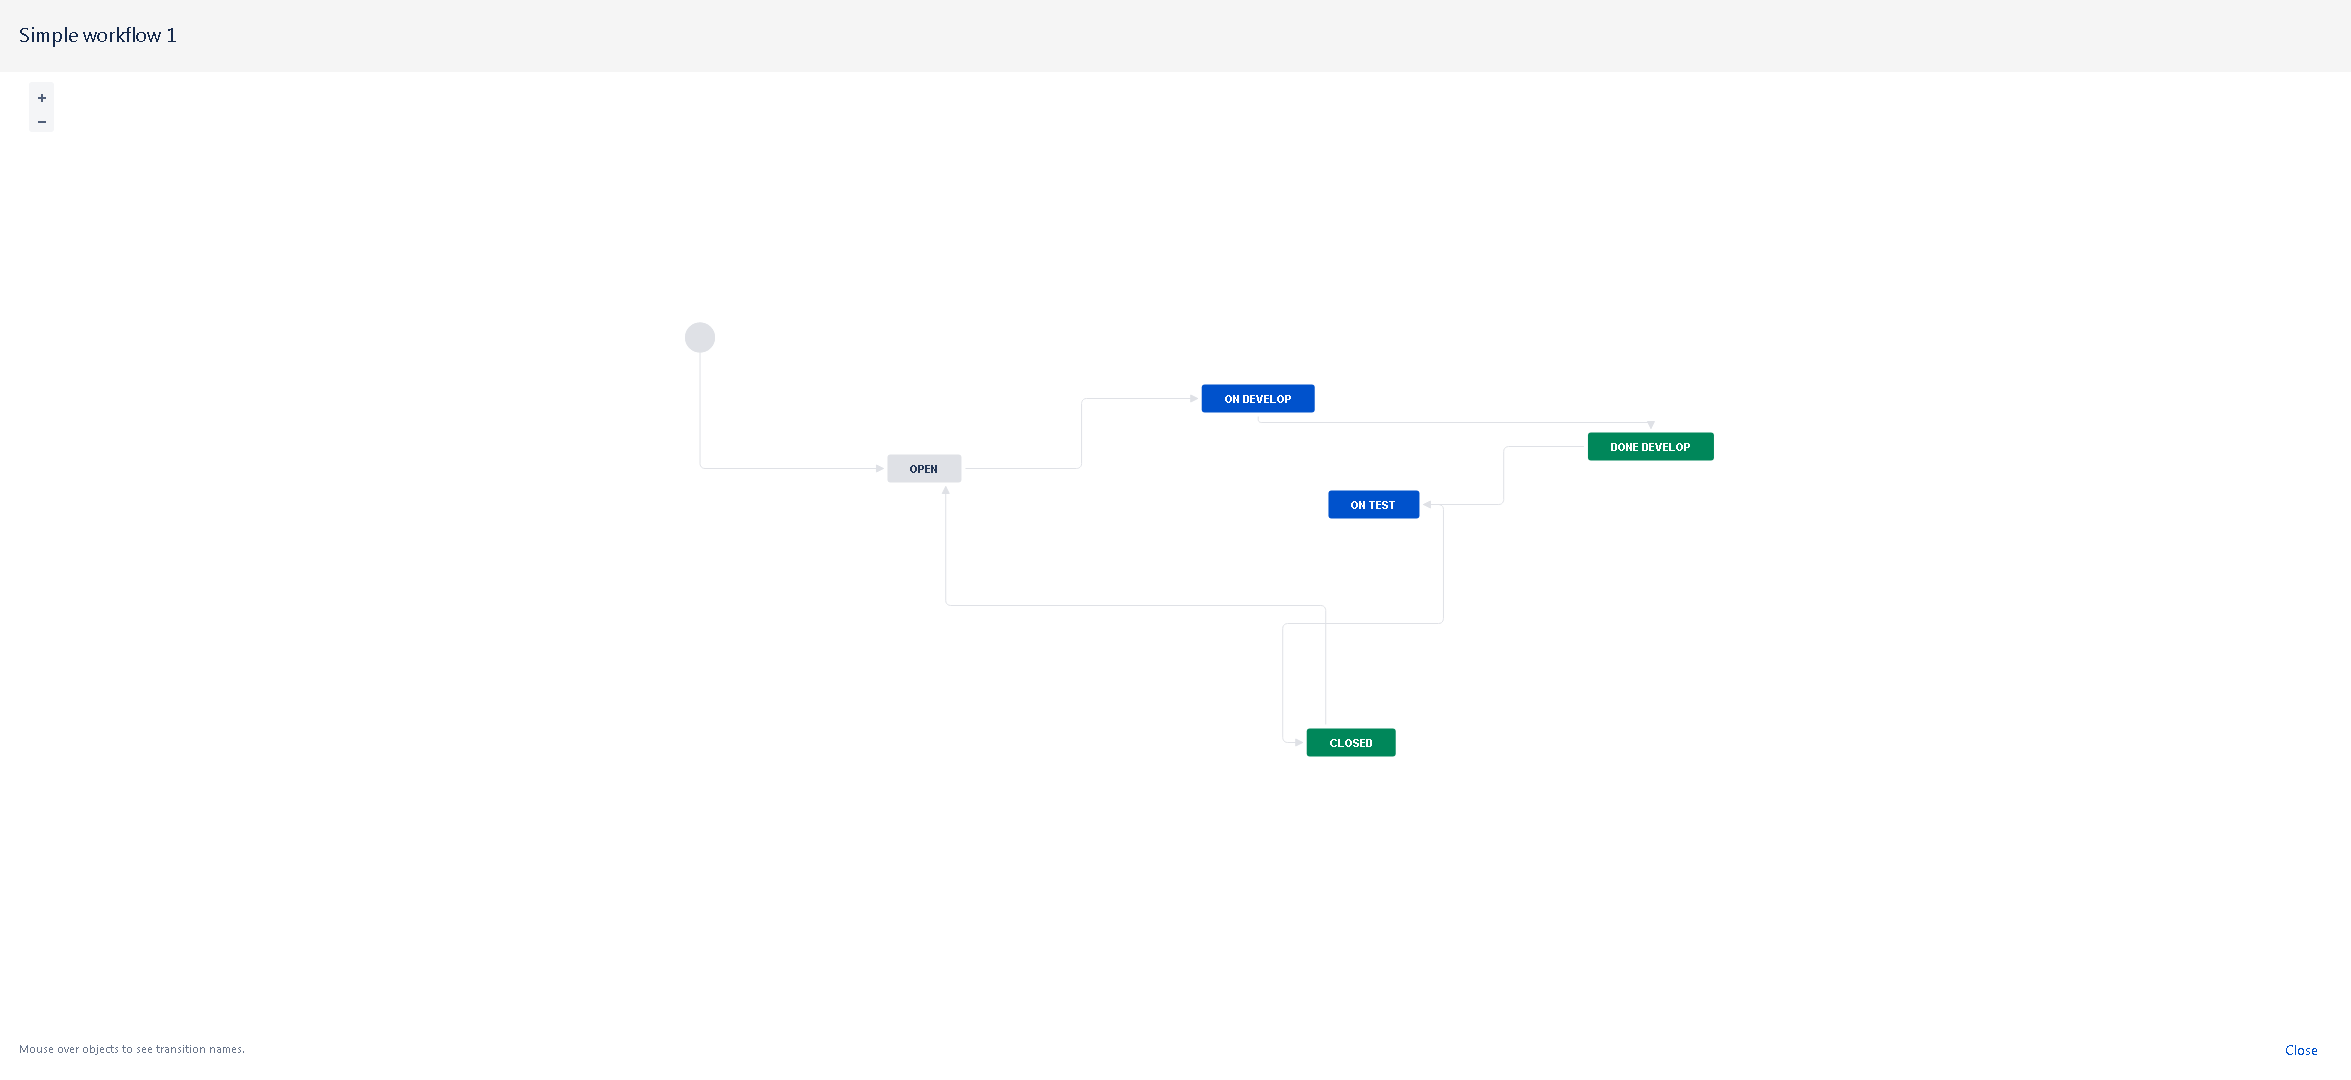 Simple workflow 1
+
−
ON DEVELOP
DONE DEVELOP
OPEN
ON TEST
CLOSED
Mouse over objects to see transition names.
Close